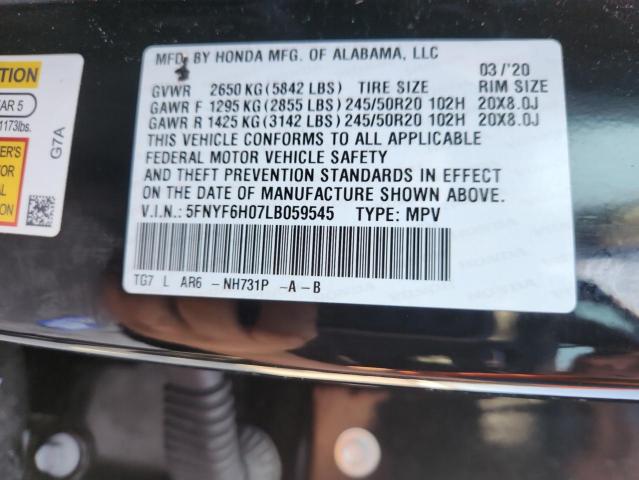 MFD. BY HONDA MFG. OF ALABAMA, LLC
03/'20
GVWR 2650 KG (5842 LBS) TIRE SIZE RIM SIZE
GAWR F 1295 KG (2855 LBS) 245/50R20 102H 20X8.0J
GAWR R 1425 KG (3142 LBS) 245/50R20 102H 20X8.0J
THIS VEHICLE CONFORMS TO ALL APPLICABLE
FEDERAL MOTOR VEHICLE SAFETY
AND THEFT PREVENTION STANDARDS IN EFFECT
ON THE DATE OF MANUFACTURE SHOWN ABOVE.
V.I.N.: 5FNYF6H07LB059545 TYPE: MPV
TG7 L AR6 -NH731P -A-B
5
1173lbs.
G7A